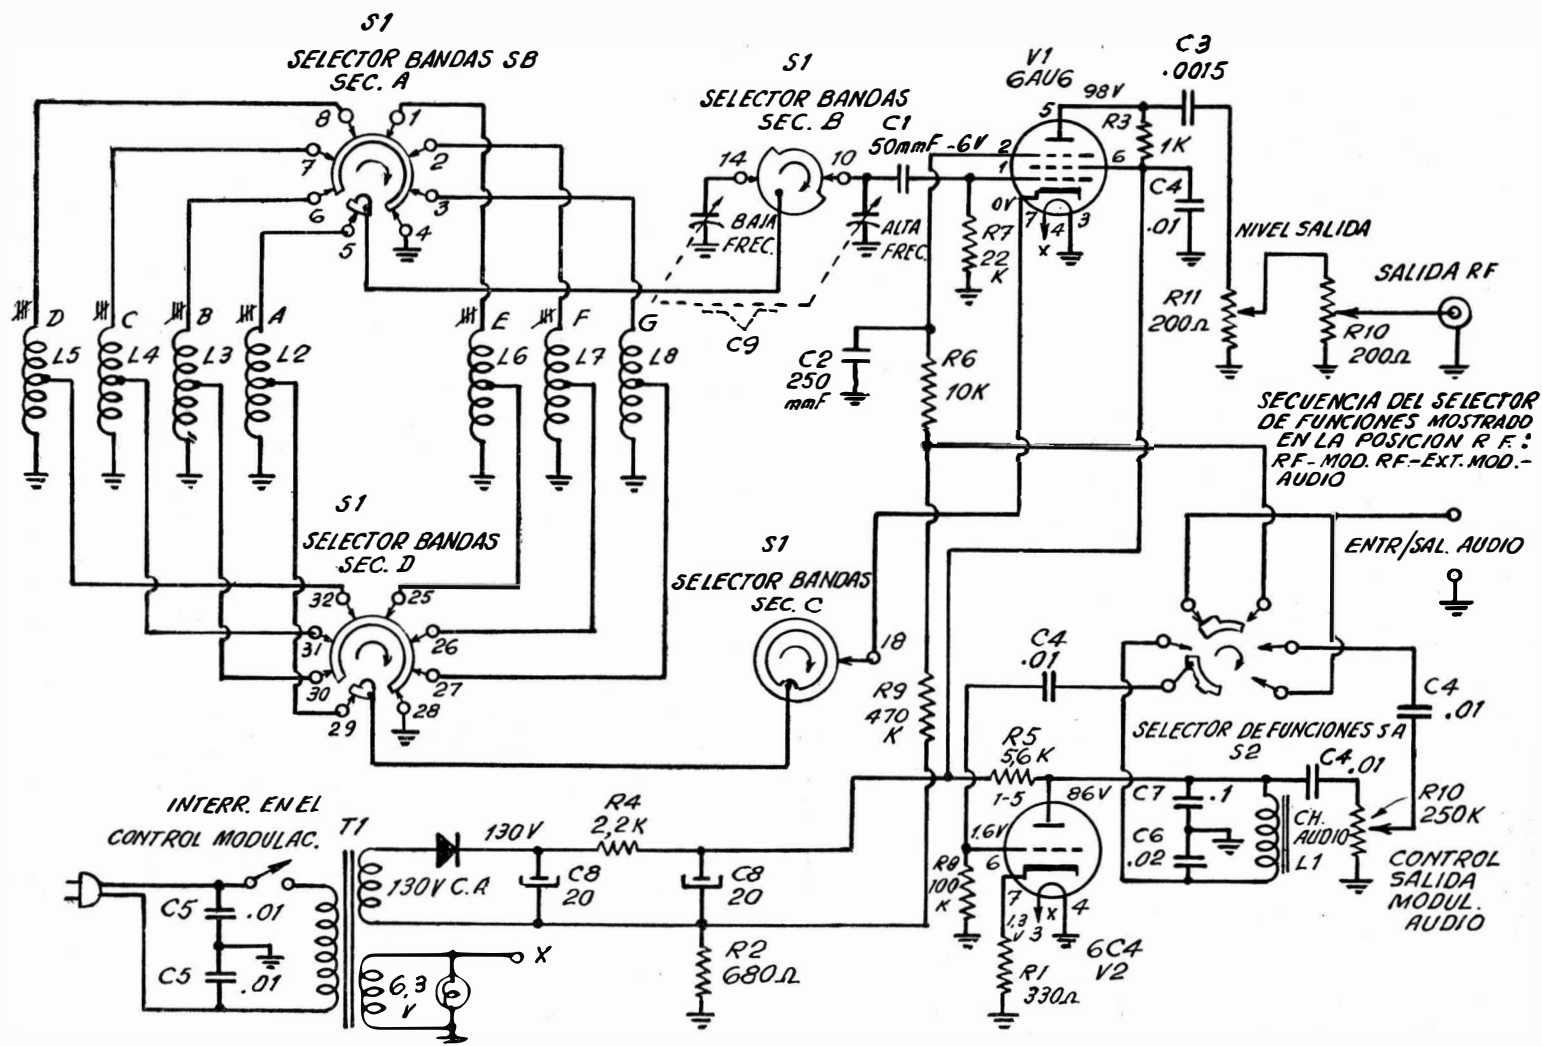 S1
SELECTOR BANDAS SB
SEC. A
8
1
7
2
6
3
5
4
S1
SELECTOR BANDAS
SEC. B
14
10
C1
50mmF
-6V
BAJA
FREC.
ALTA
FREC.
C9
V1
6AU6
98V
5
2
1
6
0V
7
4
3
X
C3
.0015
R3
1K
C4
.01
R7
22
K
C2
250
mmF
R6
10K
NIVEL SALIDA
R11
200Ω
SALIDA RF
R10
200Ω
D
C
B
A
E
F
G
L5
L4
L3
L2
L6
L7
L8
SECUENCIA DEL SELECTOR
DE FUNCIONES MOSTRADO
EN LA POSICION R F:
RF-MOD. RF-EXT. MOD.-
AUDIO
ENTR/SAL. AUDIO
S1
SELECTOR BANDAS
SEC. D
32
25
31
26
30
27
29
28
S1
SELECTOR BANDAS
SEC. C
18
R9
470
K
C4
.01
SELECTOR DE FUNCIONES SA
S2
C4
.01
R5
5,6 K
1-5
86V
1.6V
6
7
1,3
V
3
X
4
R8
100
K
6C4
V2
R1
330Ω
C7
.1
C6
.02
CH.
AUDIO
L1
C4
.01
R10
250K
CONTROL
SALIDA
MODUL.
AUDIO
INTERR. EN EL
CONTROL MODULAC.
T1
130V
R4
2,2K
130V C.A
C8
20
C8
20
C5
.01
C5
.01
R2
680Ω
6,3
V
X